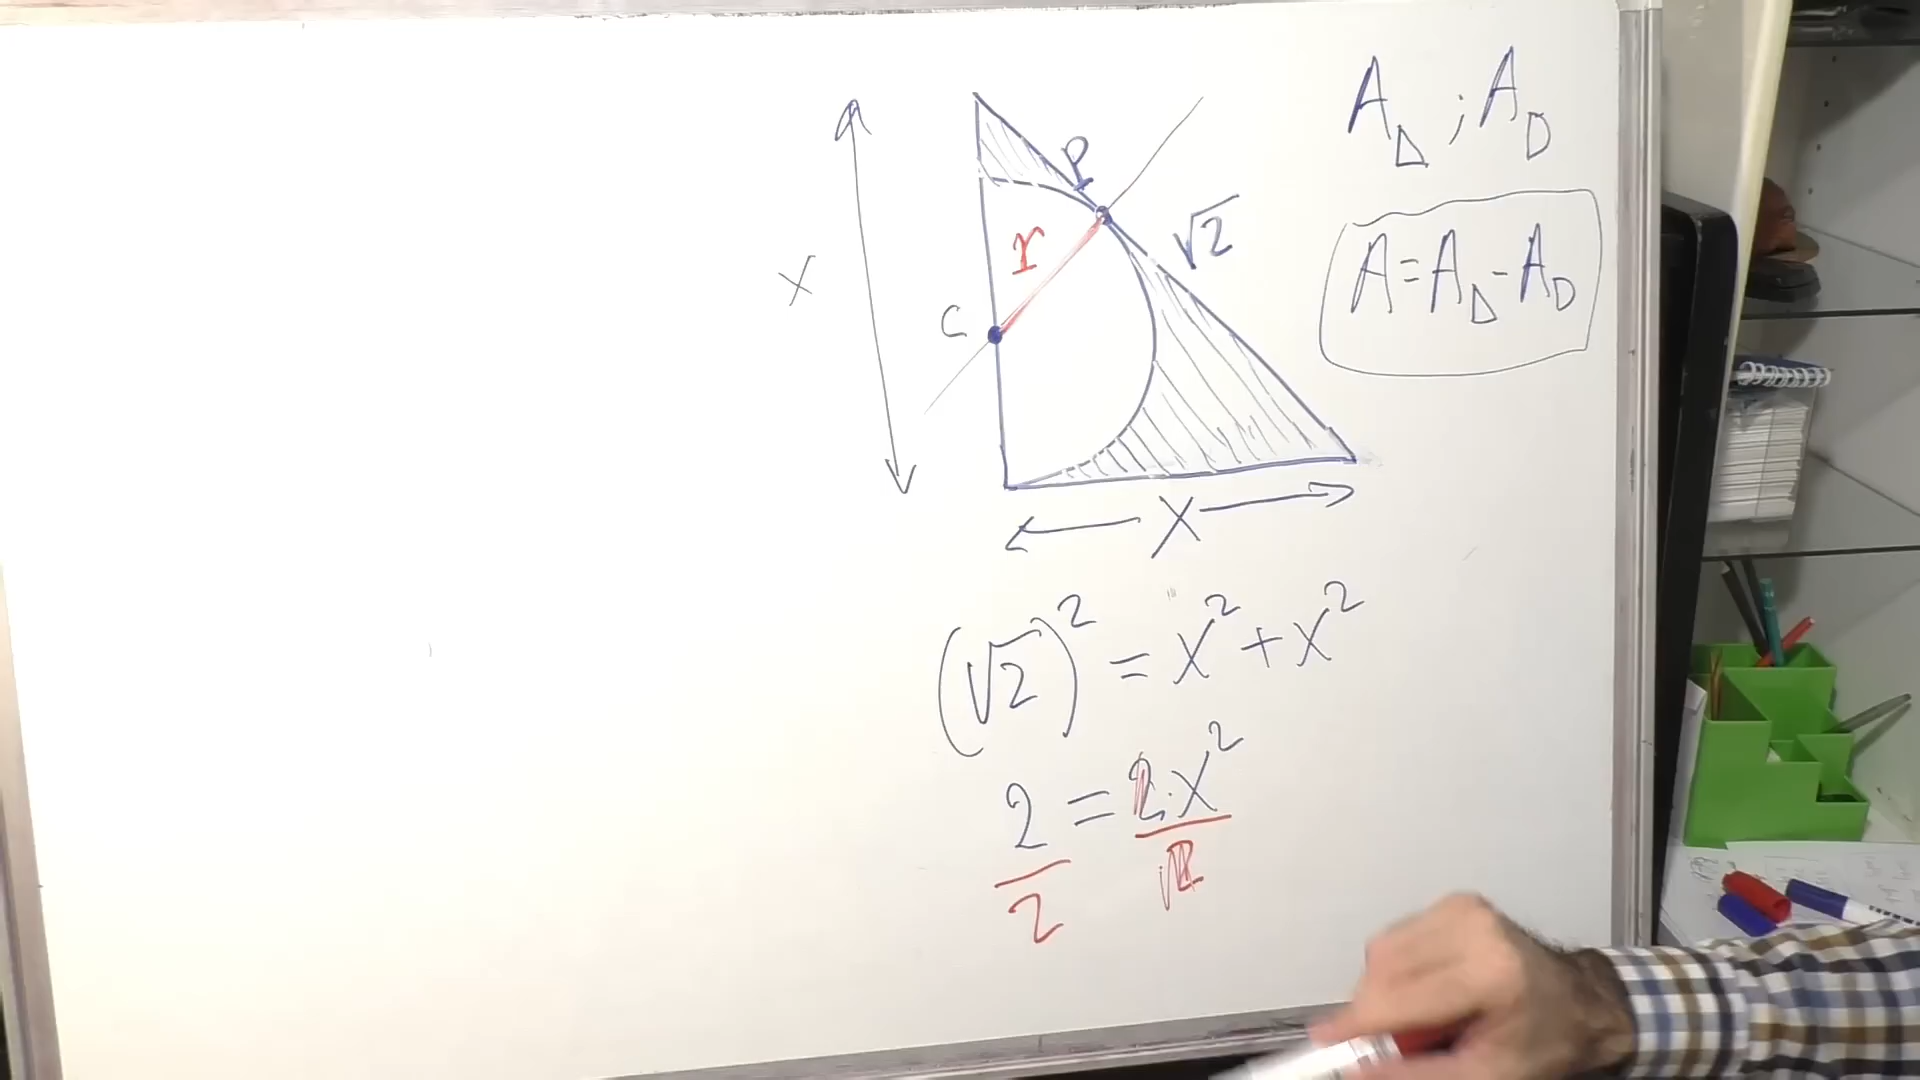 A△ ; A D
P
√2
r
x
C
A = A△ - A D
X
(√2)² = x² + x²
2/2 = 2·x²/2